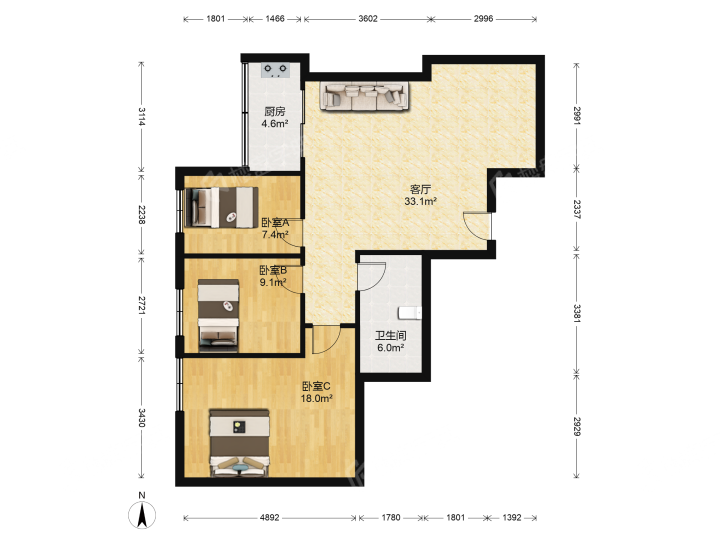 1801 1466 3602 2996
厨房
4.6m²
客厅
33.1m²
卧室A
7.4m²
卧室B
9.1m²
卫生间
6.0m²
卧室C
18.0m²
3114
2238
2721
3430
2991
2337
3381
2929
N
4892 1780 1801 1392